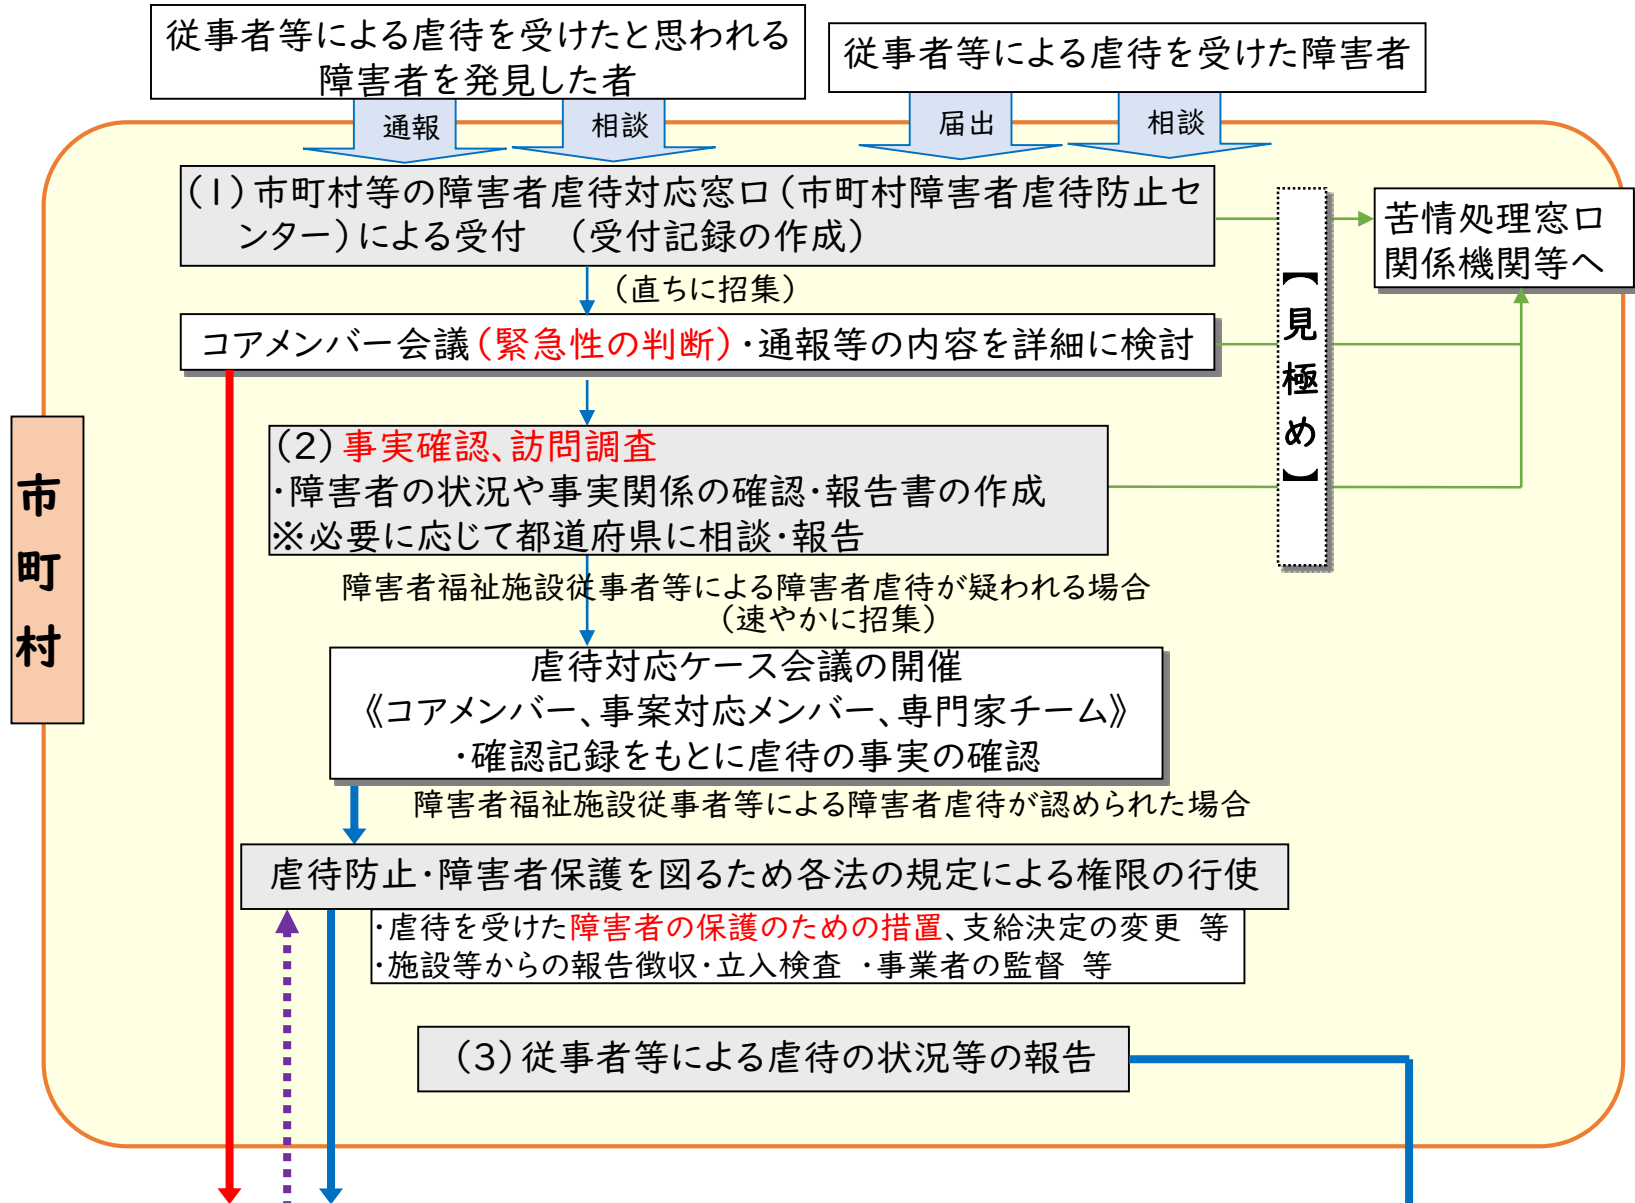 従事者等による虐待を受けたと思われる
障害者を発見した者
従事者等による虐待を受けた障害者
通報
相談
届出
相談
(1)市町村等の障害者虐待対応窓口(市町村障害者虐待防止セ
ンター)による受付　(受付記録の作成)
苦情処理窓口
関係機関等へ
(直ちに招集)
コアメンバー会議(緊急性の判断)・通報等の内容を詳細に検討
【見極め】
(2)事実確認、訪問調査
・障害者の状況や事実関係の確認・報告書の作成
※必要に応じて都道府県に相談・報告
市町村
障害者福祉施設従事者等による障害者虐待が疑われる場合
(速やかに招集)
虐待対応ケース会議の開催
《コアメンバー、事案対応メンバー、専門家チーム》
・確認記録をもとに虐待の事実の確認
障害者福祉施設従事者等による障害者虐待が認められた場合
虐待防止・障害者保護を図るため各法の規定による権限の行使
・虐待を受けた障害者の保護のための措置、支給決定の変更 等
・施設等からの報告徴収・立入検査 ・事業者の監督 等
(3)従事者等による虐待の状況等の報告